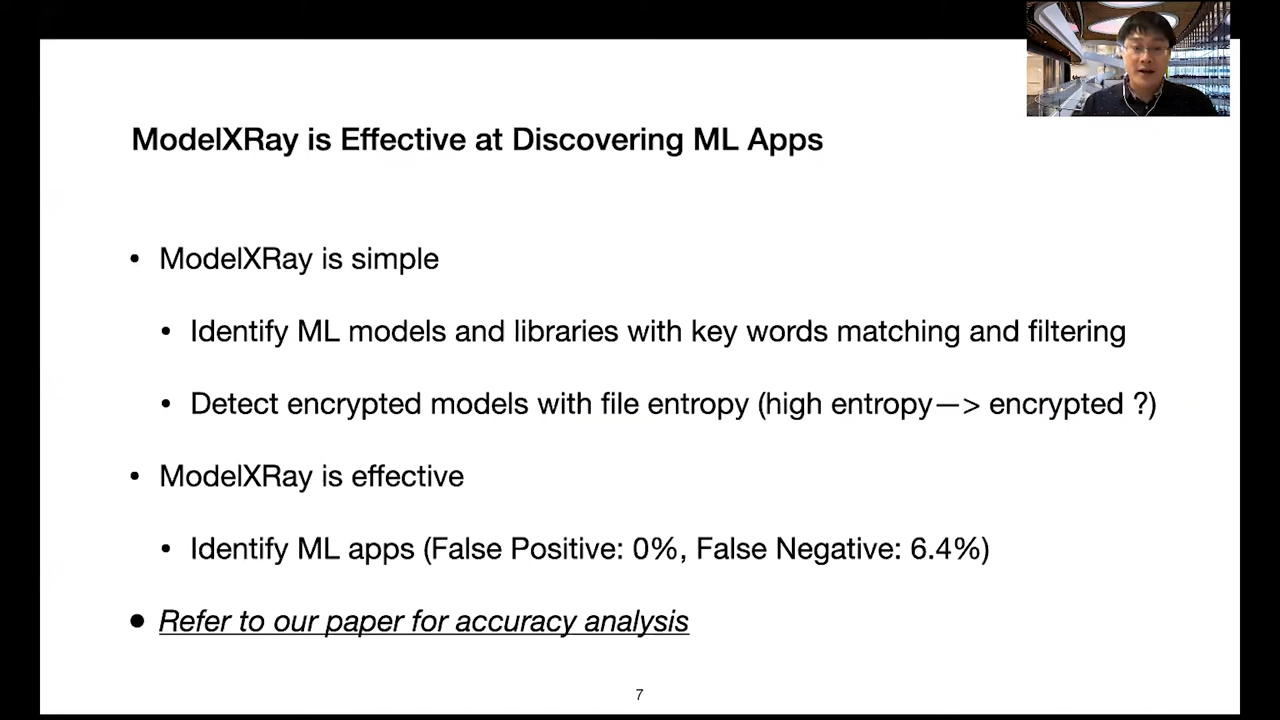 ModelXRay is Effective at Discovering ML Apps
• ModelXRay is simple
• Identify ML models and libraries with key words matching and filtering
• Detect encrypted models with file entropy (high entropy—> encrypted ?)
• ModelXRay is effective
• Identify ML apps (False Positive: 0%, False Negative: 6.4%)
• Refer to our paper for accuracy analysis
7